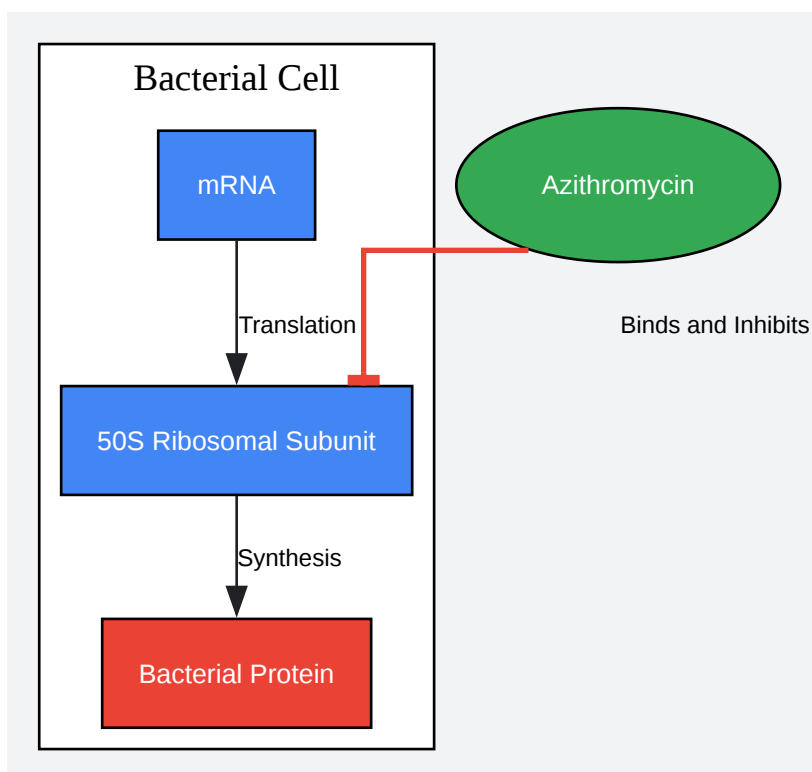 Bacterial Cell
mRNA
Azithromycin
Translation
Binds and Inhibits
50S Ribosomal Subunit
Synthesis
Bacterial Protein